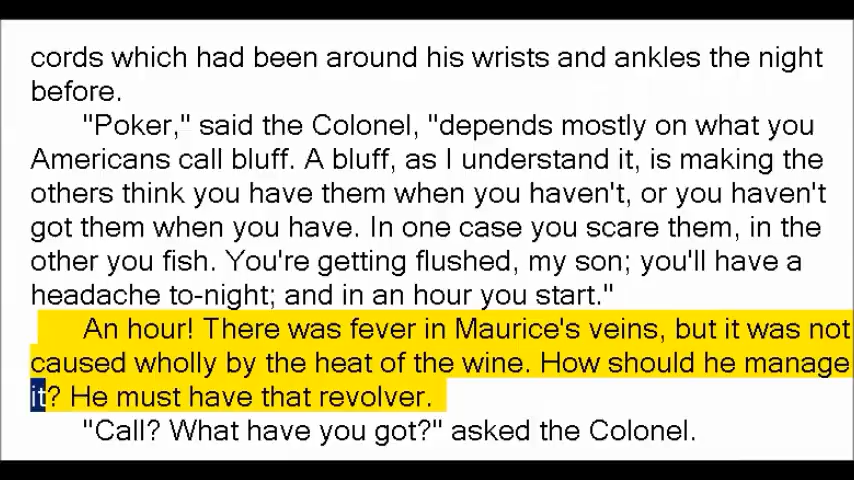 cords which had been around his wrists and ankles the night
before.
"Poker," said the Colonel, "depends mostly on what you
Americans call bluff. A bluff, as I understand it, is making the
others think you have them when you haven't, or you haven't
got them when you have. In one case you scare them, in the
other you fish. You're getting flushed, my son; you'll have a
headache to-night; and in an hour you start."
An hour! There was fever in Maurice's veins, but it was not
caused wholly by the heat of the wine. How should he manage
it? He must have that revolver.
"Call? What have you got?" asked the Colonel.